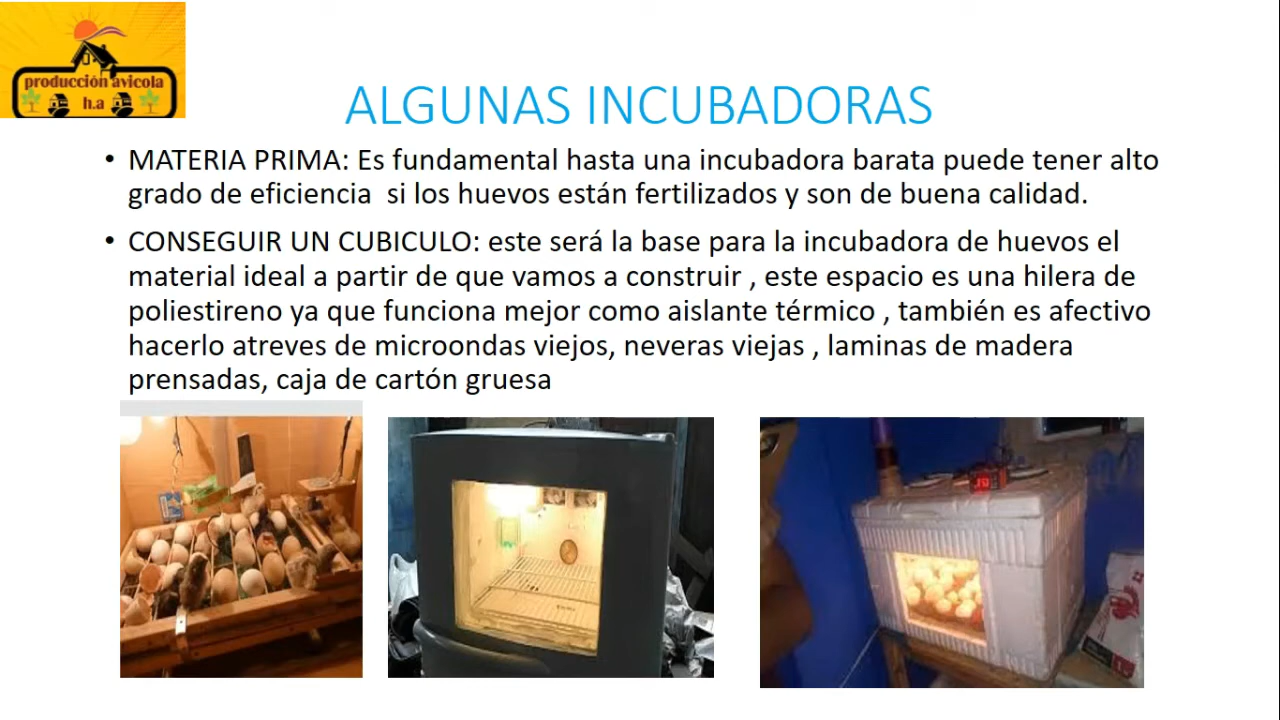 producción avicola
h.a
ALGUNAS INCUBADORAS
• MATERIA PRIMA: Es fundamental hasta una incubadora barata puede tener alto
grado de eficiencia  si los huevos están fertilizados y son de buena calidad.
• CONSEGUIR UN CUBICULO: este será la base para la incubadora de huevos el
material ideal a partir de que vamos a construir , este espacio es una hilera de
poliestireno ya que funciona mejor como aislante térmico , también es afectivo
hacerlo atreves de microondas viejos, neveras viejas , laminas de madera
prensadas, caja de cartón gruesa